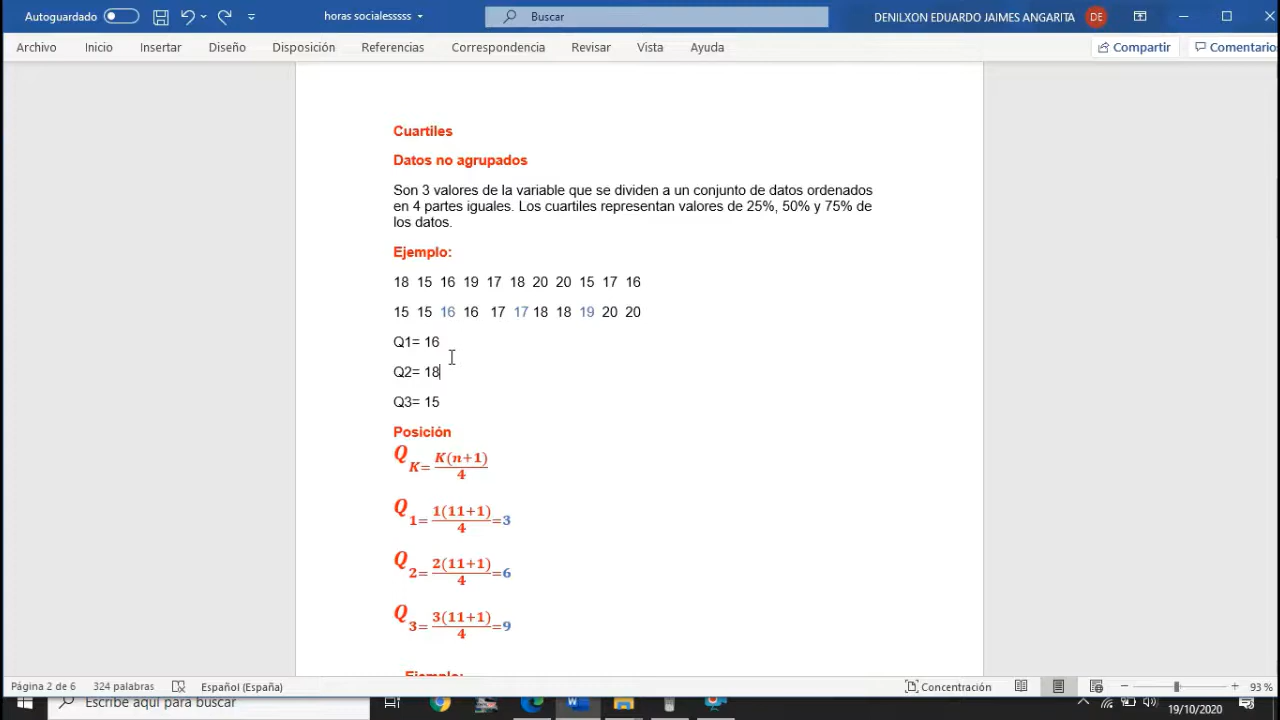 Autoguardado horas socialesssss Buscar DENILXON EDUARDO JAIMES ANGARITA DE
Archivo Inicio Insertar Diseño Disposición Referencias Correspondencia Revisar Vista Ayuda Compartir Comentario
Cuartiles
Datos no agrupados
Son 3 valores de la variable que se dividen a un conjunto de datos ordenados
en 4 partes iguales. Los cuartiles representan valores de 25%, 50% y 75% de
los datos.
Ejemplo:
18 15 16 19 17 18 20 20 15 17 16
15 15 16 16 17 17 18 18 19 20 20
Q1= 16
Q2= 18
Q3= 15
Posición
Q K= K(n+1)/4
Q 1= 1(11+1)/4 =3
Q 2= 2(11+1)/4 =6
Q 3= 3(11+1)/4 =9
Ejemplo:
Página 2 de 6 324 palabras Español (España) Concentración 93 %
Escribe aquí para buscar 19/10/2020